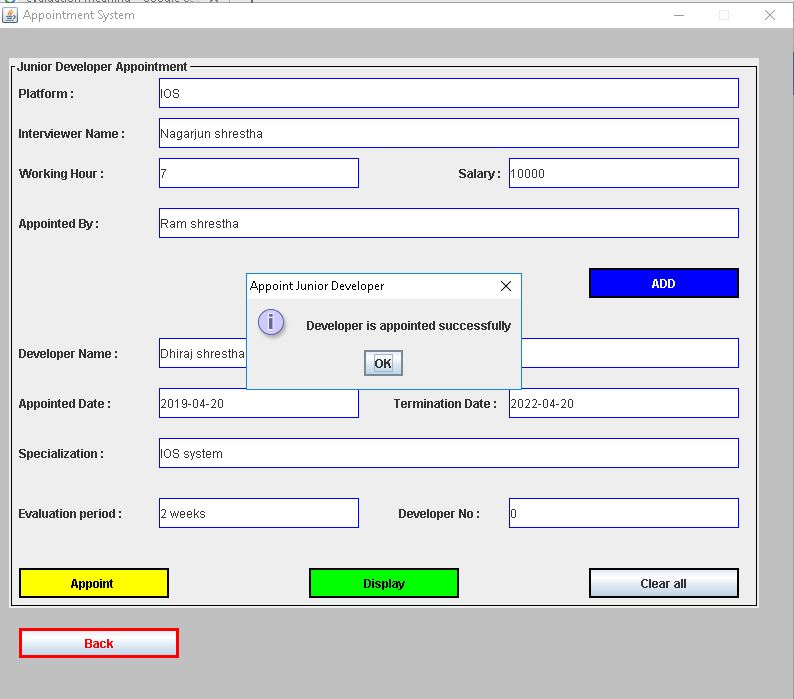 Appointment System
Junior Developer Appointment
Platform : IOS
Interviewer Name : Nagarjun shrestha
Working Hour : 7 Salary : 10000
Appointed By : Ram shrestha
ADD
Appoint Junior Developer
Developer is appointed successfully
OK
Developer Name : Dhiraj shrestha
Appointed Date : 2019-04-20 Termination Date : 2022-04-20
Specialization : IOS system
Evaluation period : 2 weeks Developer No : 0
Appoint Display Clear all
Back